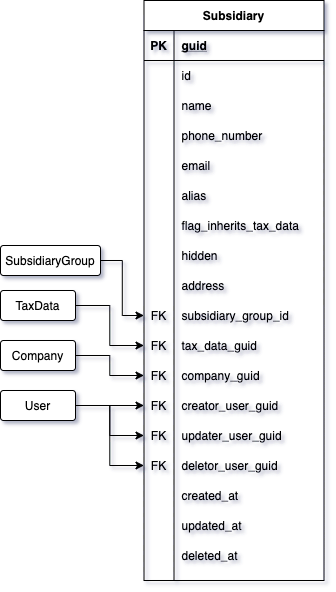 Subsidiary
PK guid
id
name
phone_number
email
alias
flag_inherits_tax_data
SubsidiaryGroup
hidden
address
TaxData
FK subsidiary_group_id
Company
FK tax_data_guid
FK company_guid
User
FK creator_user_guid
FK updater_user_guid
FK deletor_user_guid
created_at
updated_at
deleted_at